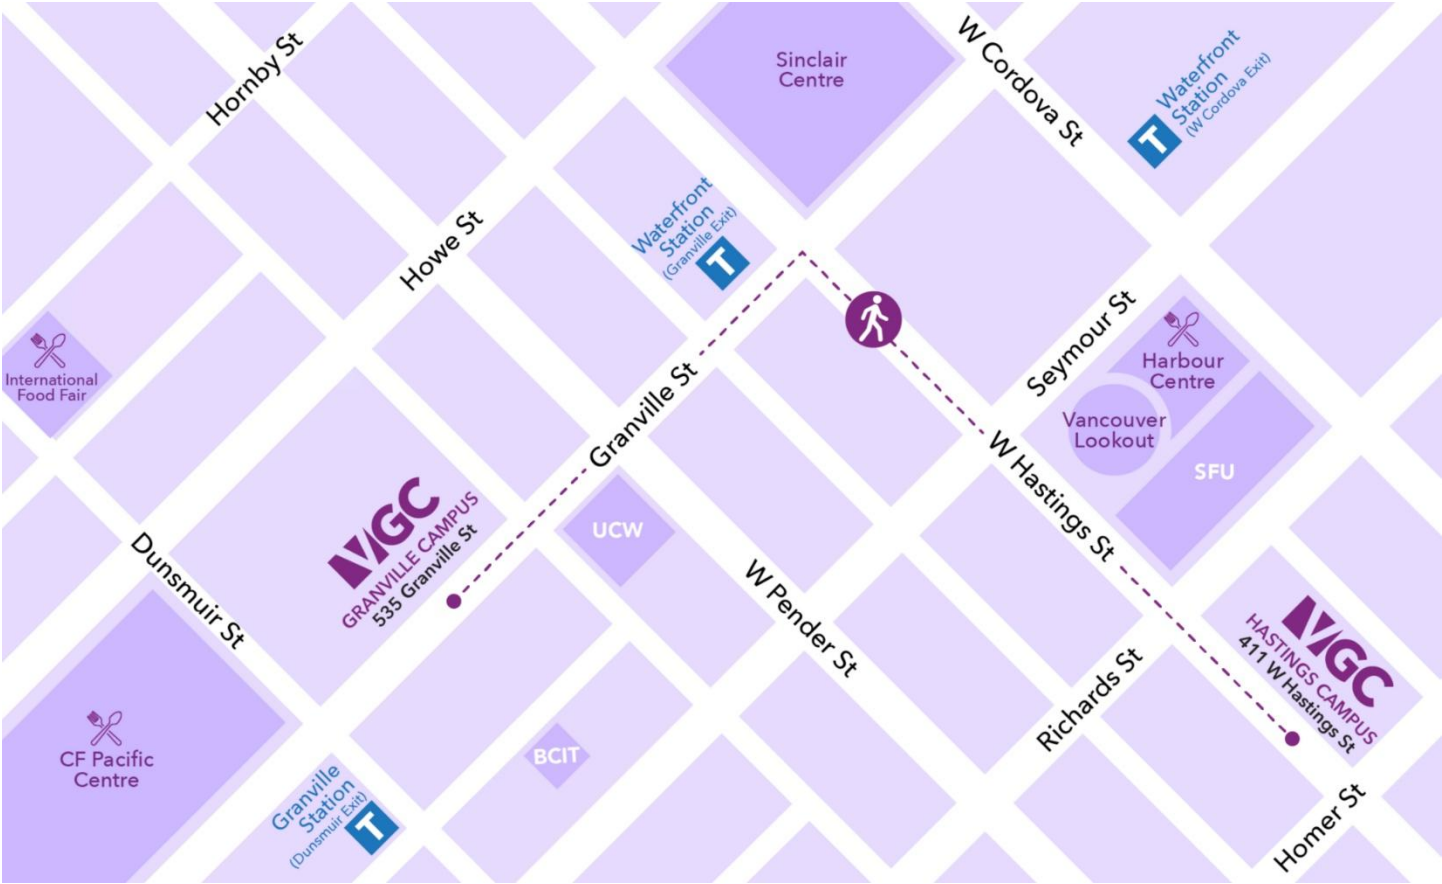 Hornby St
Sinclair
Centre
W Cordova St
Waterfront
Station
(W Cordova Exit)
T
Howe St
Waterfront
Station
(Granville Exit)
T
International
Food Fair
Seymour St
Harbour
Centre
Vancouver
Lookout
SFU
Granville St
W Hastings St
VGC
GRANVILLE CAMPUS
535 Granville St
UCW
Dunsmuir St
W Pender St
VGC
HASTINGS CAMPUS
411 W Hastings St
Richards St
CF Pacific
Centre
BCIT
Granville
Station
(Dunsmuir Exit)
T
Homer St